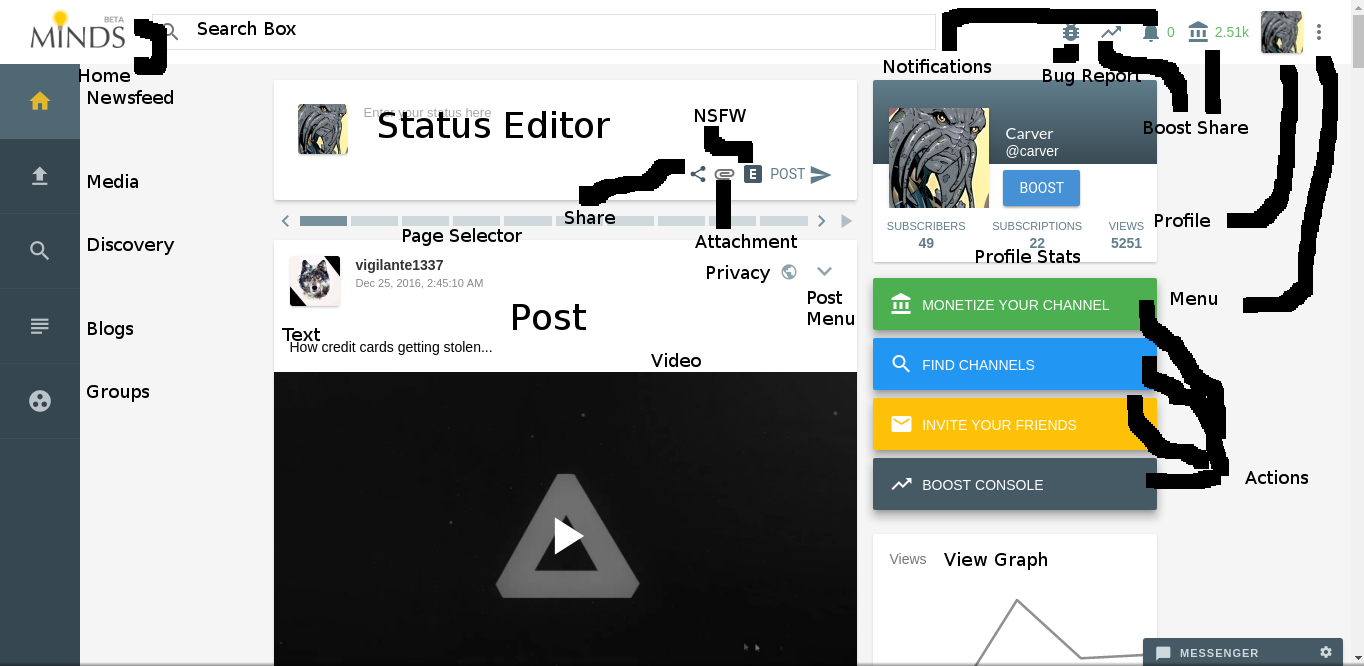 BETA
MINDS
Search Box
0
2.51k
Home
Newsfeed
Media
Discovery
Blogs
Groups
Notifications
Bug Report
Boost Share
Enter your status here
Status Editor
NSFW
E
POST
Share
Attachment
Page Selector
vigilante1337
Dec 25, 2016, 2:45:10 AM
Privacy
Post
Post
Menu
Text
How credit cards getting stolen...
Video
Carver
@carver
BOOST
SUBSCRIBERS
49
SUBSCRIPTIONS
22
VIEWS
5251
Profile Stats
Profile
Menu
MONETIZE YOUR CHANNEL
FIND CHANNELS
INVITE YOUR FRIENDS
BOOST CONSOLE
Actions
Views
View Graph
MESSENGER